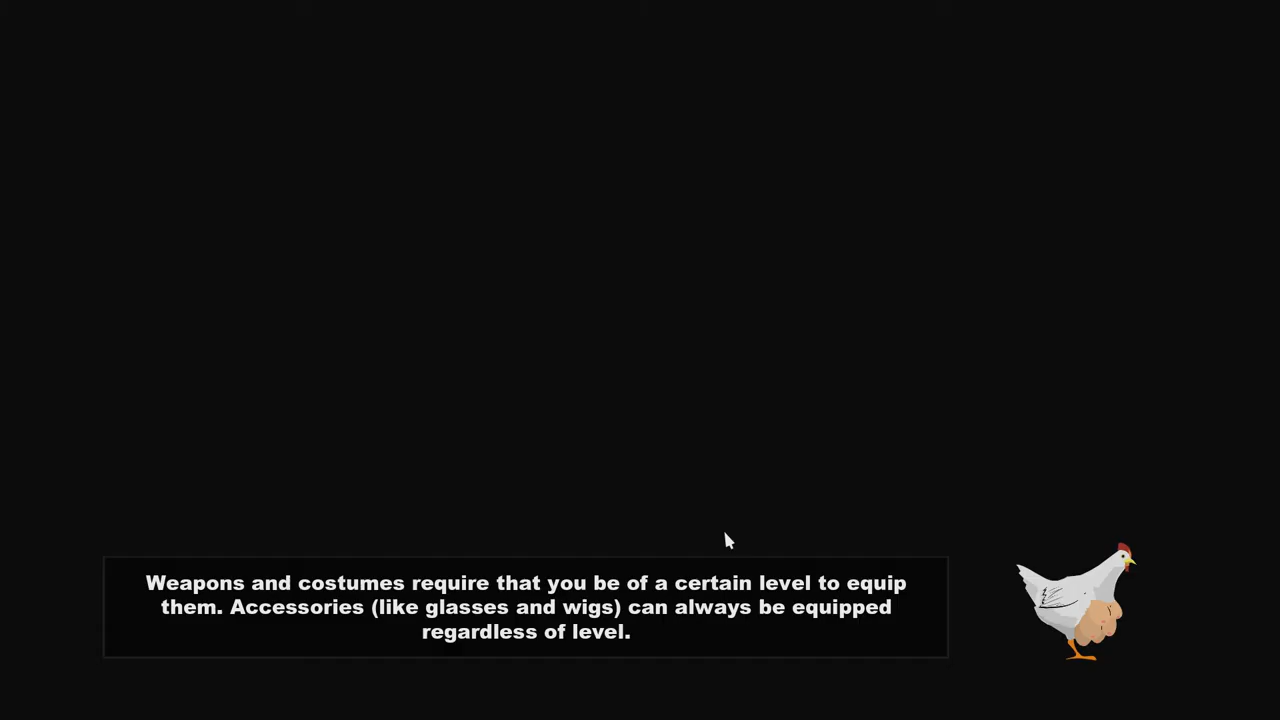 Weapons and costumes require that you be of a certain level to equip
them. Accessories (like glasses and wigs) can always be equipped
regardless of level.